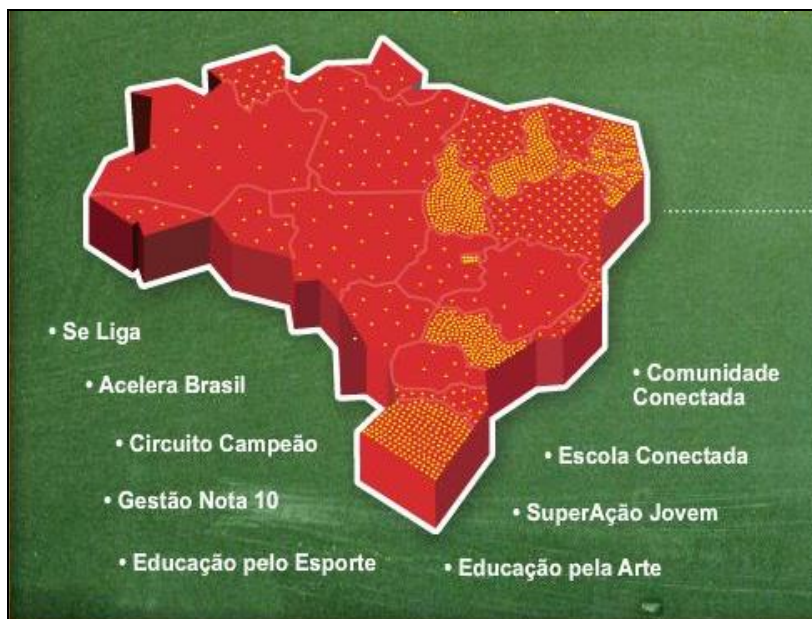 • Se Liga
• Acelera Brasil
• Circuito Campeão
• Gestão Nota 10
• Educação pelo Esporte
• Comunidade
Conectada
• Escola Conectada
• SuperAção Jovem
• Educação pela Arte